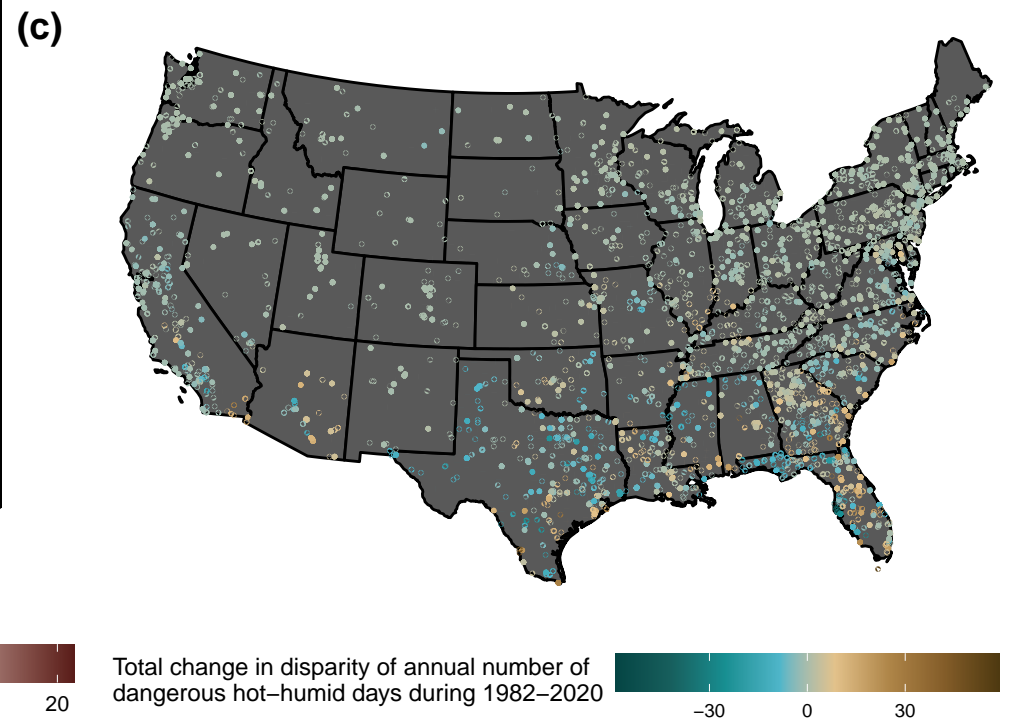 (c)
20
Total change in disparity of annual number of
dangerous hot−humid days during 1982−2020
−30 0 30